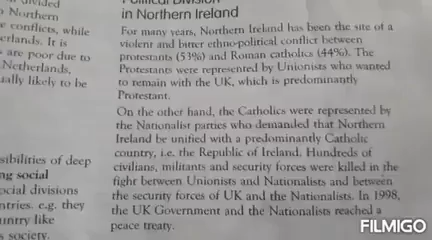 divided
Northern
e conflicts, while
erlands. It is
are poor due to
Netherlands,
ually likely to be
sibilities of deep
ng social
ocial divisions
ntries. e.g. they
untry like
s society.
Political Division
in Northern Ireland
For many years, Northern Ireland has been the site of a
violent and bitter ethno-political conflict between
protestants (53%) and Roman catholics (44%). The
Protestants were represented by Unionists who wanted
to remain with the UK, which is predominantly
Protestant.
On the other hand, the Catholics were represented by
the Nationalist parties who demanded that Northern
Ireland be unified with a predominantly Catholic
country, i.e. the Republic of Ireland. Hundreds of
civilians, militants and security forces were killed in the
fight between Unionists and Nationalists and between
the security forces of UK and the Nationalists. In 1998,
the UK Government and the Nationalists reached a
peace treaty.
FILMIGO